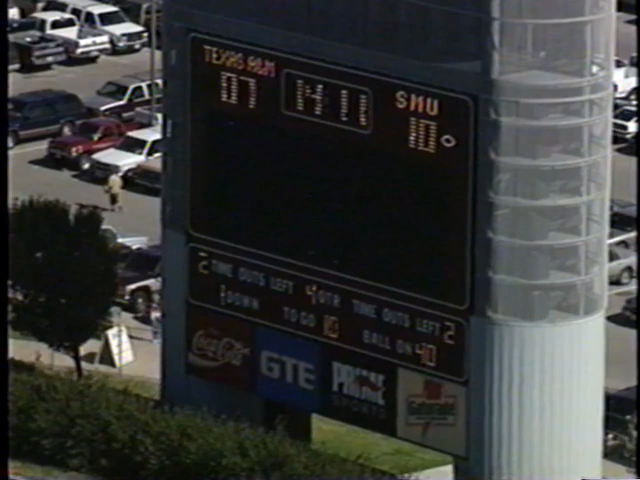 TEXAS A&M
07
14 11
SMU
10
2 TIME OUTS LEFT 4 QTR TIME OUTS LEFT 2
1 DOWN TO GO 10 BALL ON 40
Coca-Cola
GTE
PRIME
SPORTS
Gatorade